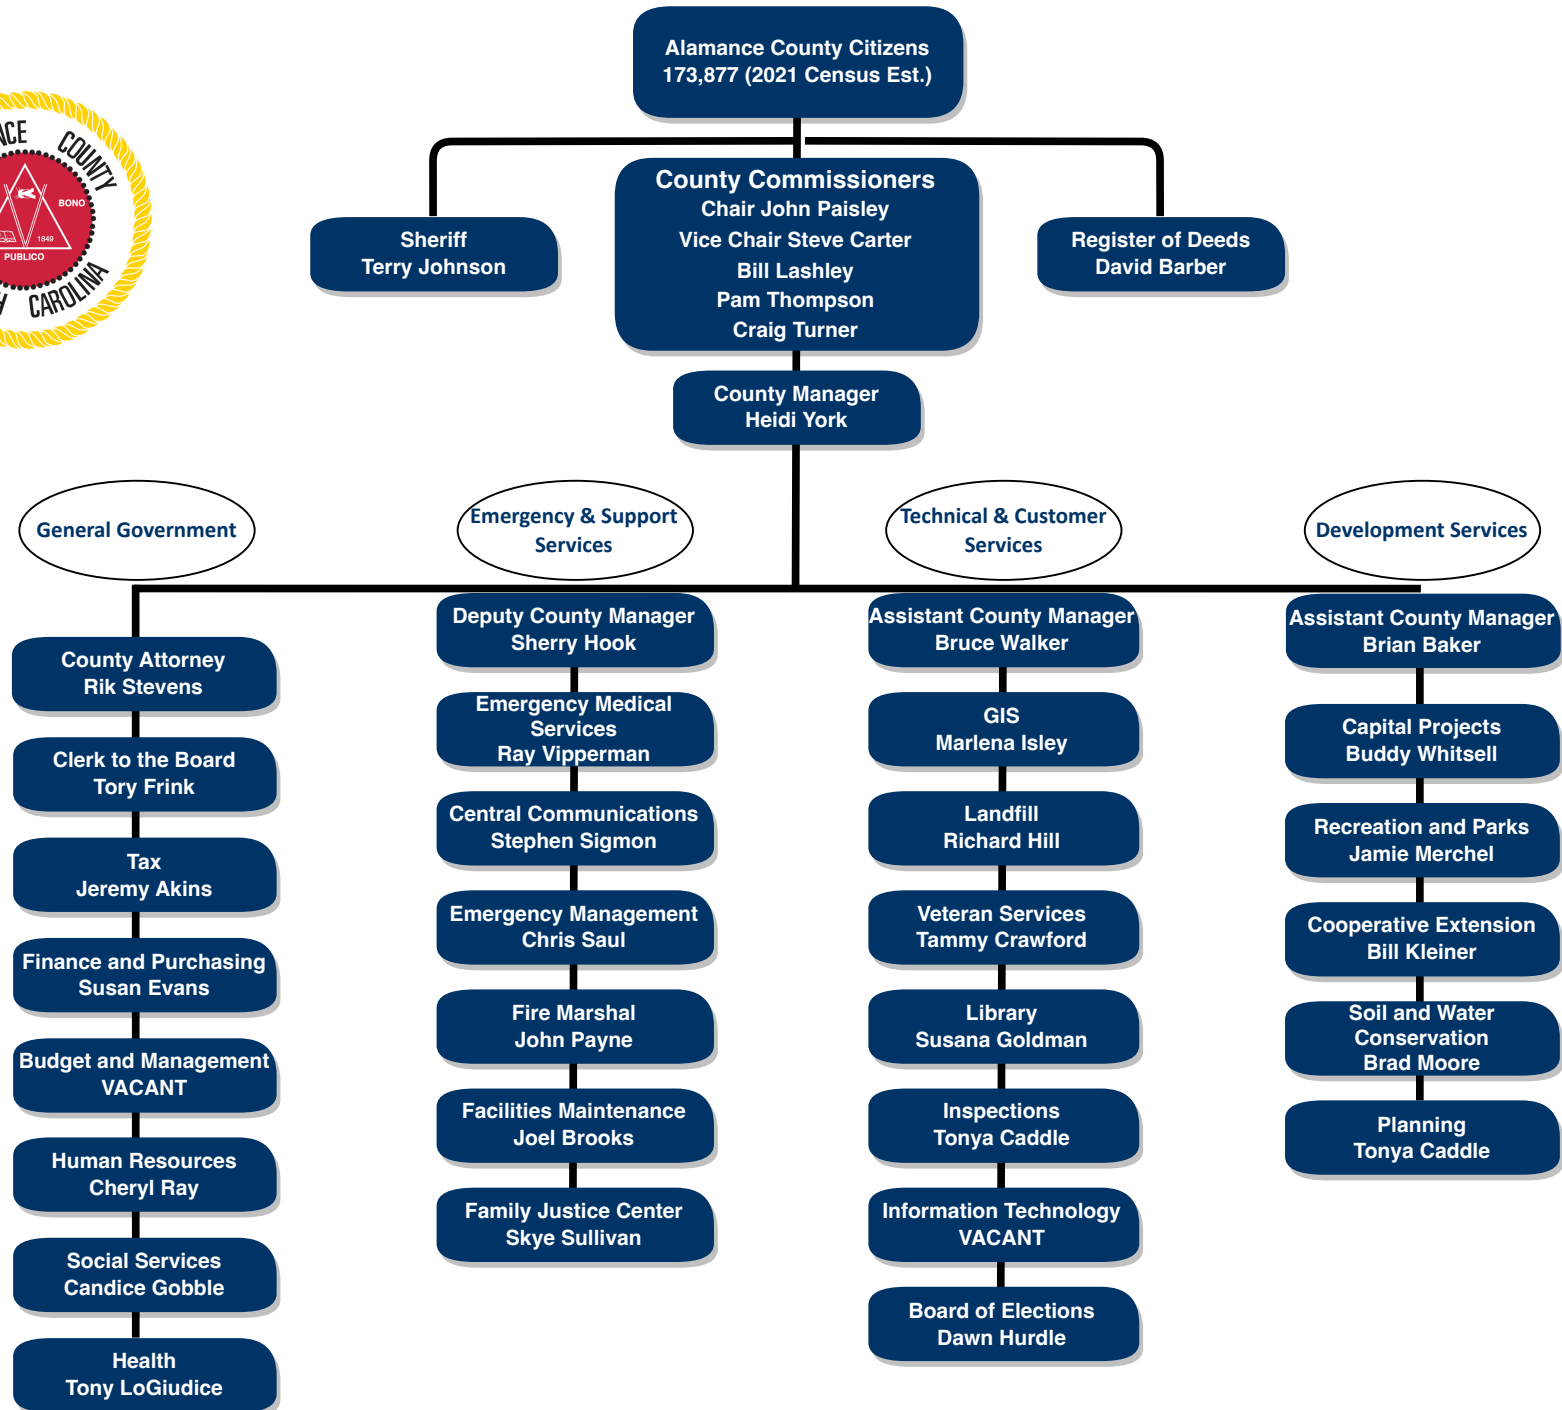 Alamance County Citizens
173,877 (2021 Census Est.)
COUNTY
BONO
1849
PUBLICO
CAROLINA
County Commissioners
Chair John Paisley
Vice Chair Steve Carter
Bill Lashley
Pam Thompson
Craig Turner
Sheriff
Terry Johnson
Register of Deeds
David Barber
County Manager
Heidi York
General Government
Emergency & Support
Services
Technical & Customer
Services
Development Services
County Attorney
Rik Stevens
Clerk to the Board
Tory Frink
Tax
Jeremy Akins
Finance and Purchasing
Susan Evans
Budget and Management
VACANT
Human Resources
Cheryl Ray
Social Services
Candice Gobble
Health
Tony LoGiudice
Deputy County Manager
Sherry Hook
Emergency Medical
Services
Ray Vipperman
Central Communications
Stephen Sigmon
Emergency Management
Chris Saul
Fire Marshal
John Payne
Facilities Maintenance
Joel Brooks
Family Justice Center
Skye Sullivan
Assistant County Manager
Bruce Walker
GIS
Marlena Isley
Landfill
Richard Hill
Veteran Services
Tammy Crawford
Library
Susana Goldman
Inspections
Tonya Caddle
Information Technology
VACANT
Board of Elections
Dawn Hurdle
Assistant County Manager
Brian Baker
Capital Projects
Buddy Whitsell
Recreation and Parks
Jamie Merchel
Cooperative Extension
Bill Kleiner
Soil and Water
Conservation
Brad Moore
Planning
Tonya Caddle